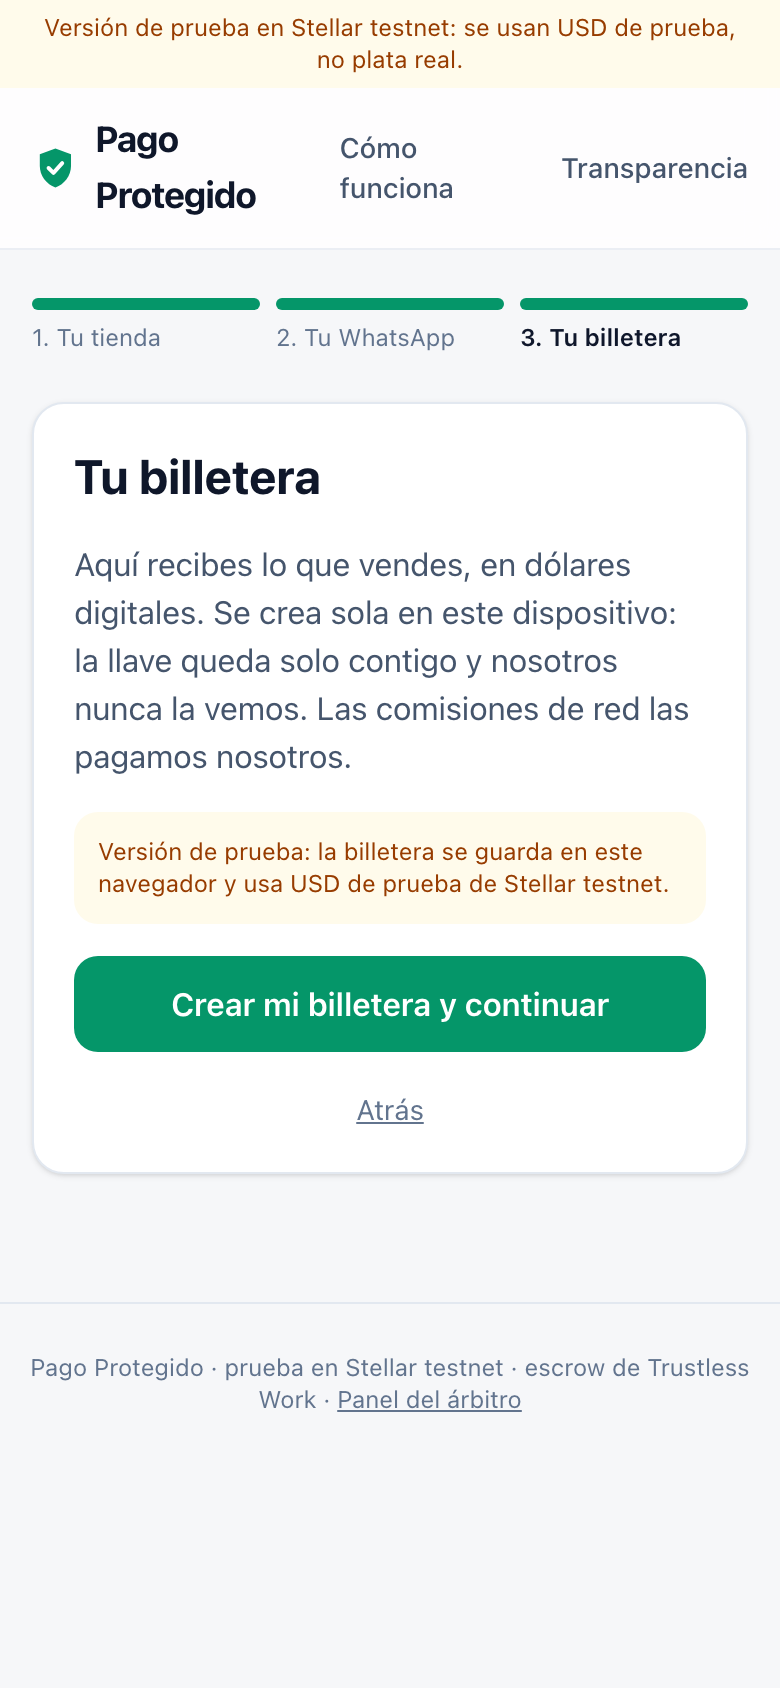 Versión de prueba en Stellar testnet: se usan USD de prueba,
no plata real.
Pago
Protegido
Cómo
funciona
Transparencia
1. Tu tienda
2. Tu WhatsApp
3. Tu billetera
Tu billetera
Aquí recibes lo que vendes, en dólares
digitales. Se crea sola en este dispositivo:
la llave queda solo contigo y nosotros
nunca la vemos. Las comisiones de red las
pagamos nosotros.
Versión de prueba: la billetera se guarda en este
navegador y usa USD de prueba de Stellar testnet.
Crear mi billetera y continuar
Atrás
Pago Protegido · prueba en Stellar testnet · escrow de Trustless
Work · Panel del árbitro